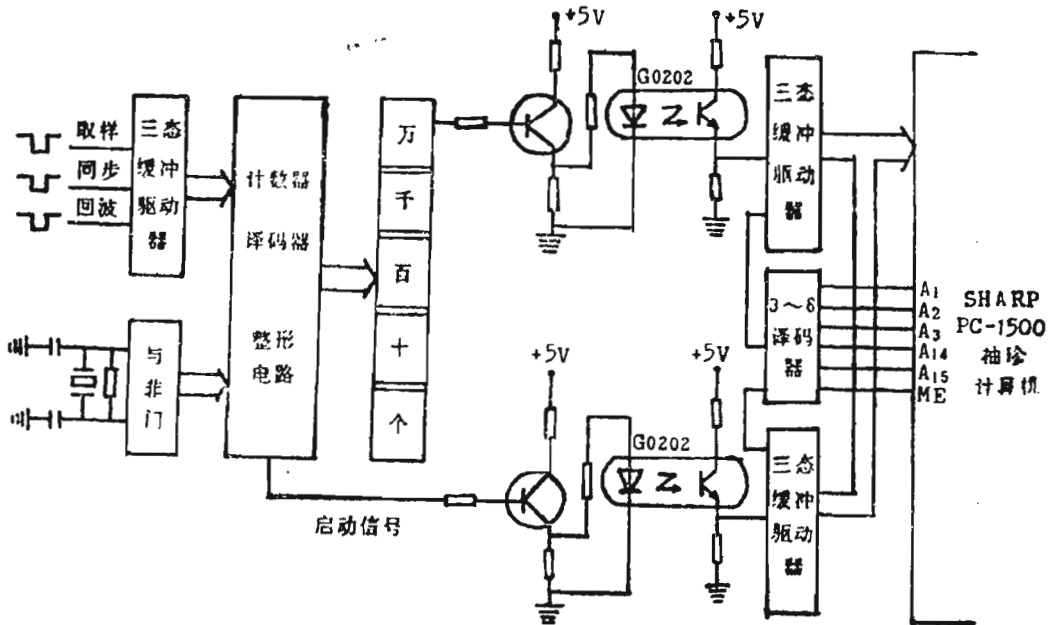 取样
同步
回波
三态缓冲驱动器
计数器
译码器
整形
电路
与非门
万
千
百
十
个
启动信号
+5V
G0202
+5V
三态缓冲驱动器
+5V
G0202
+5V
3～8
译码器
三态缓冲驱动器
A1
A2
A3
A14
A15
ME
SHARP
PC-1500
袖珍
计算机